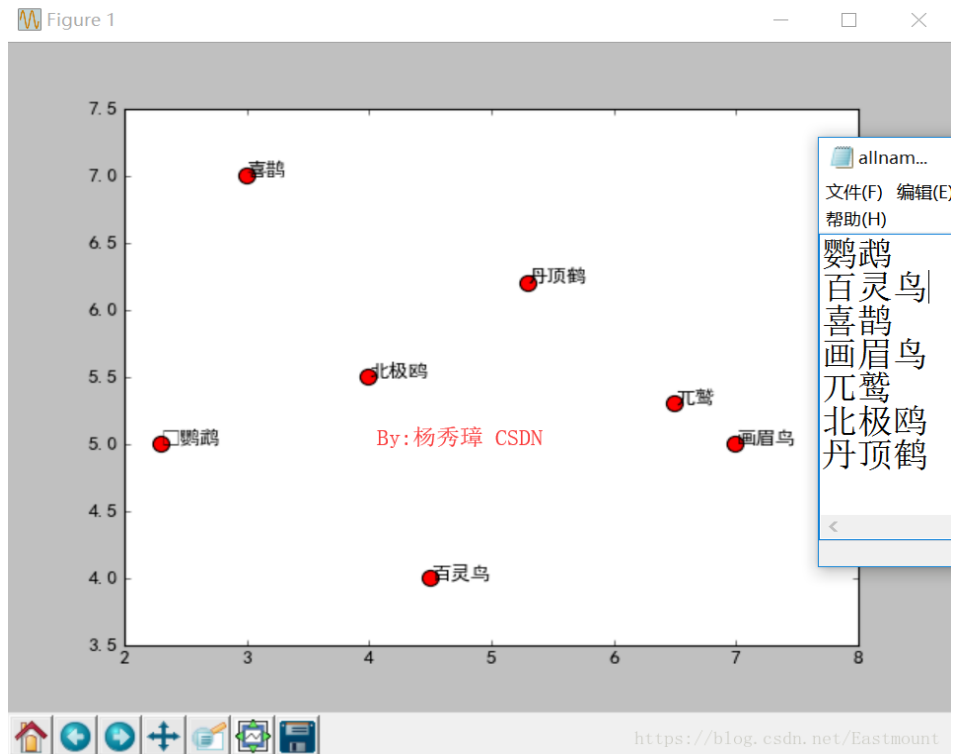 Figure 1
7.5
7.0
6.5
6.0
5.5
5.0
4.5
4.0
3.5
2 3 4 5 6 7 8
喜鹊
丹顶鹤
北极鸥
兀鹫
□鹦鹉
画眉鸟
百灵鸟
By:杨秀璋 CSDN
allnam...
文件(F) 编辑(E)
帮助(H)
鹦鹉
百灵鸟
喜鹊
画眉鸟
兀鹫
北极鸥
丹顶鹤
https://blog.csdn.net/Eastmount